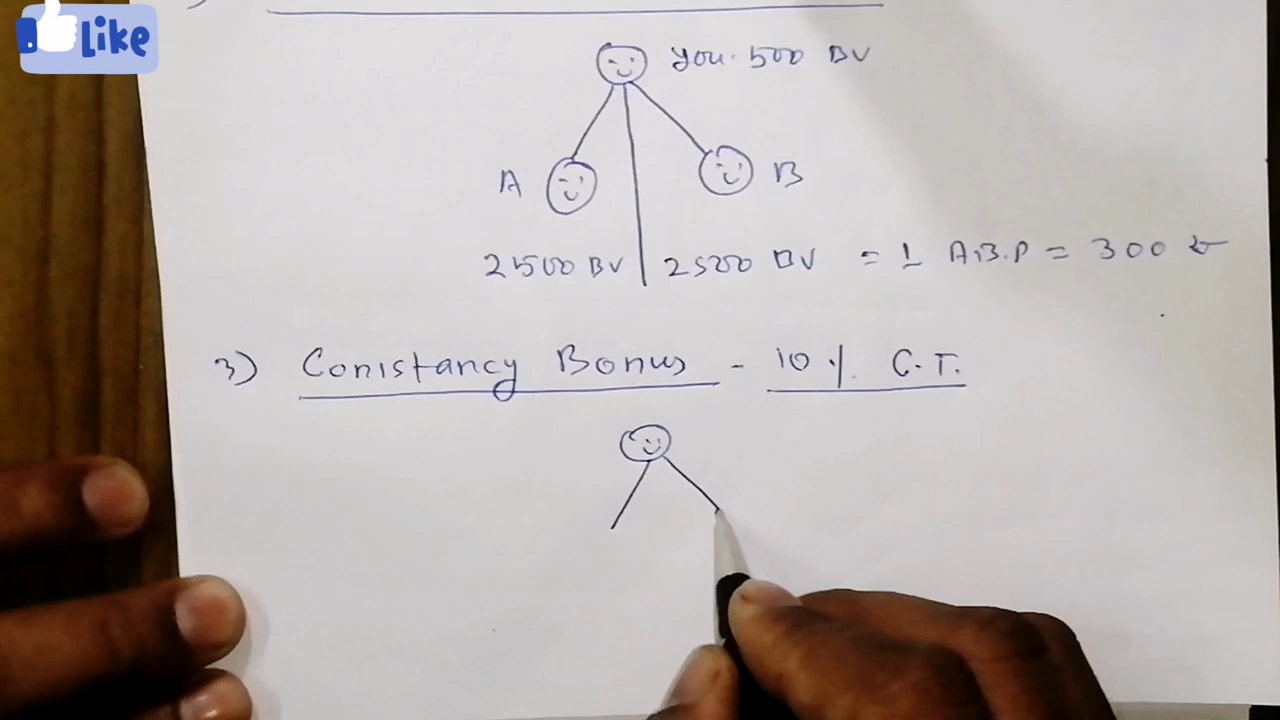 Like
You. 500 BV
A B
2500 BV 2500 BV = 1 A.B.P = 300
3) Conistancy Bonus - 10 %. C.T.